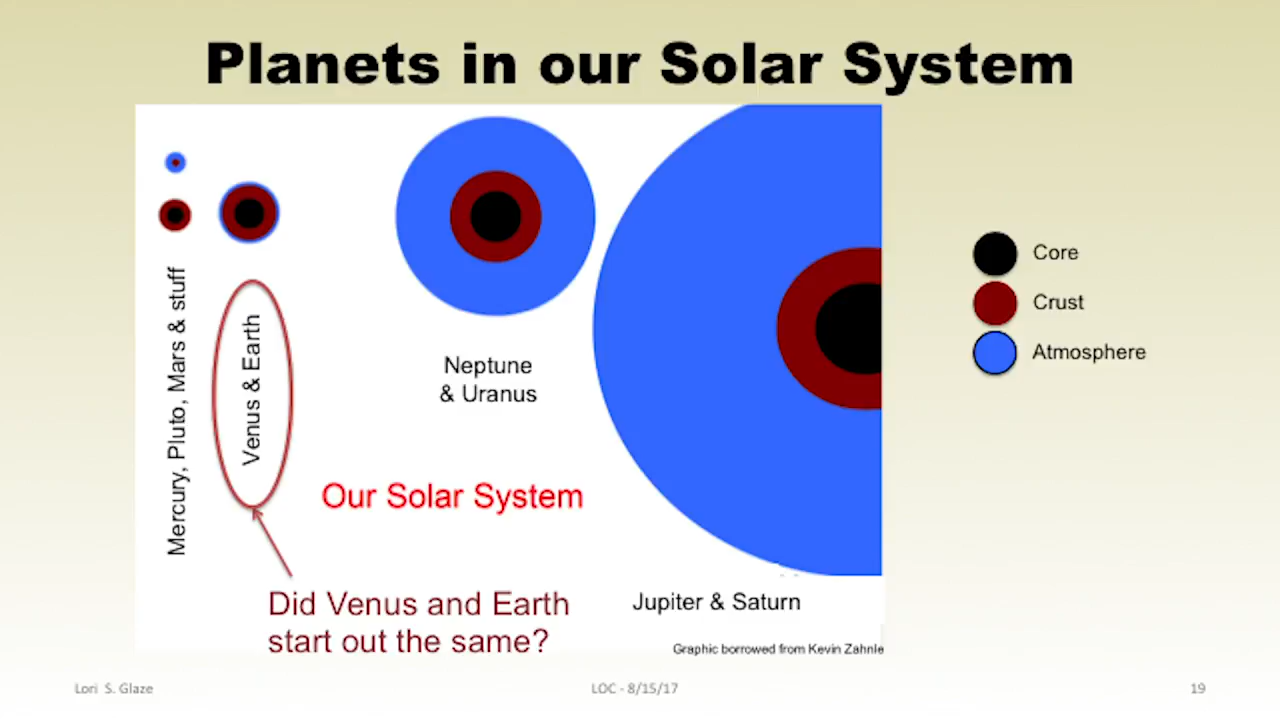 Planets in our Solar System
Mercury, Pluto, Mars & stuff
Venus & Earth
Neptune
& Uranus
Our Solar System
Did Venus and Earth
start out the same?
Jupiter & Saturn
Graphic borrowed from Kevin Zahnle
Core
Crust
Atmosphere
Lori S. Glaze
LOC - 8/15/17
19